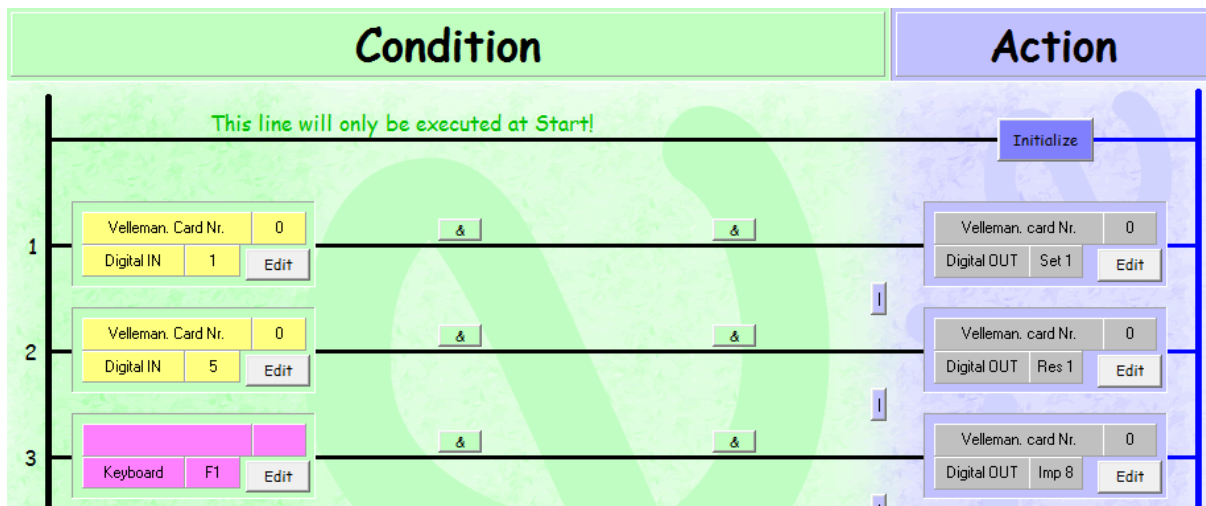 Condition Action
This line will only be executed at Start!
Initialize
Velleman. Card Nr. 0 & & Velleman. card Nr. 0
1 Digital IN 1 Edit Digital OUT Set 1 Edit
|
Velleman. Card Nr. 0 & & Velleman. card Nr. 0
2 Digital IN 5 Edit Digital OUT Res 1 Edit
|
& & Velleman. card Nr. 0
3 Keyboard F1 Edit Digital OUT Imp 8 Edit
|